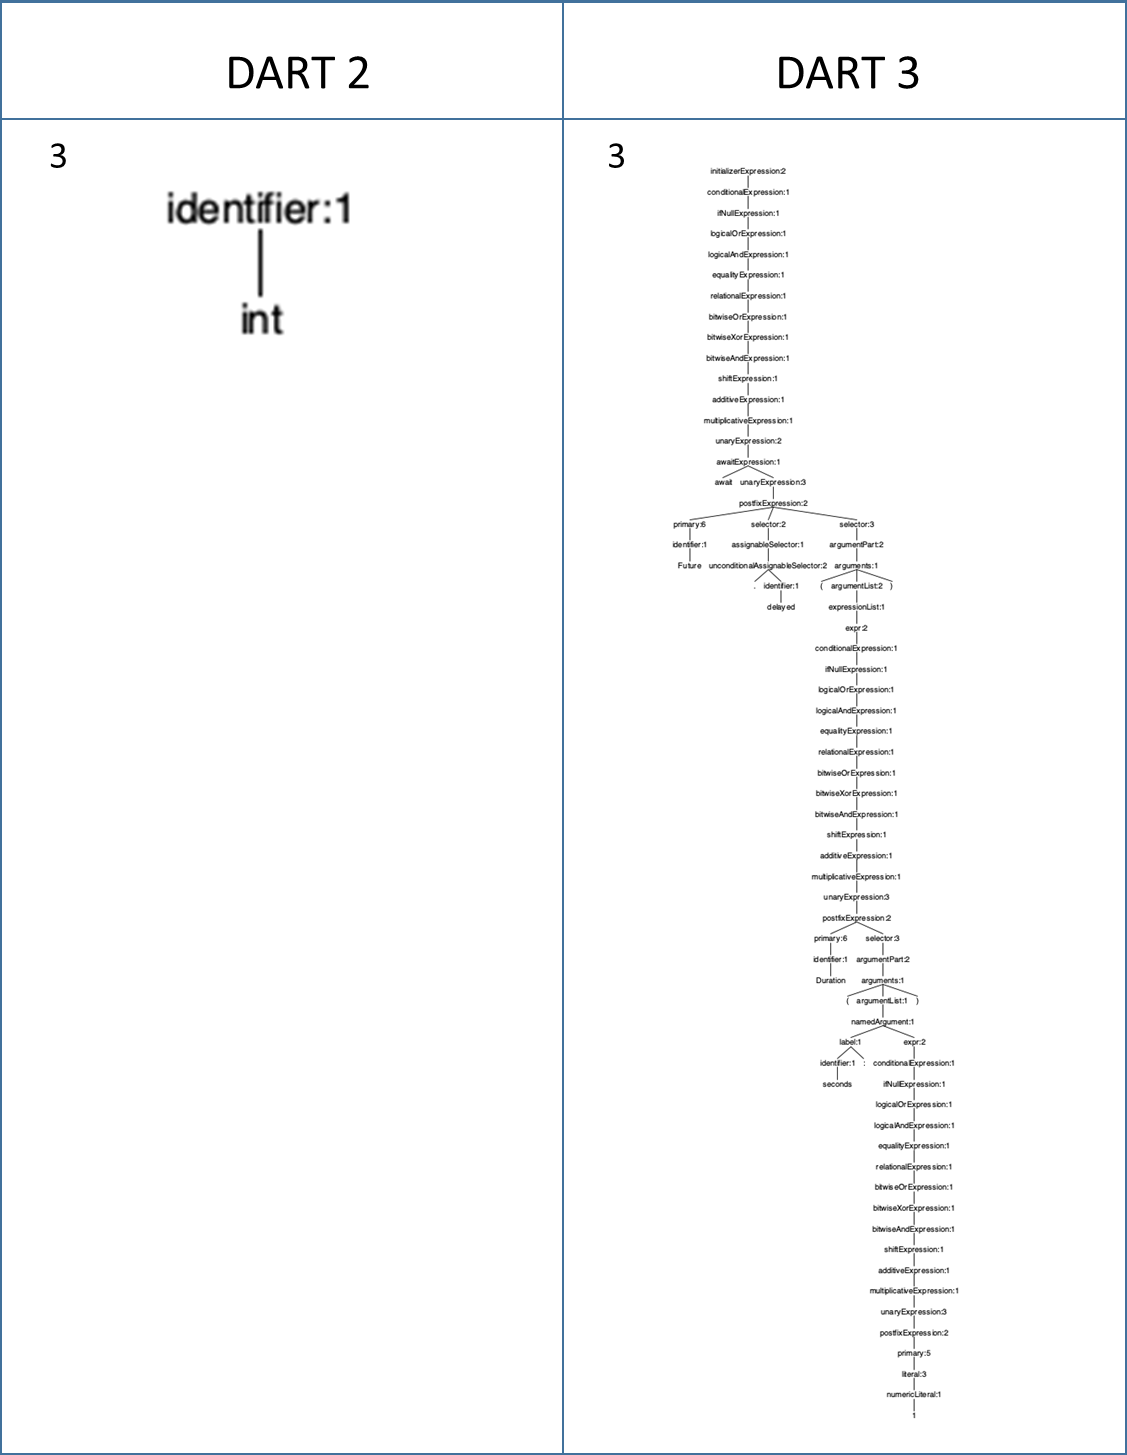 DART 2
DART 3
3
identifier:1
int
3
initializerExpression:2
conditionalExpression:1
ifNullExpression:1
logicalOrExpression:1
logicalAndExpression:1
equalityExpression:1
relationalExpression:1
bitwiseOrExpression:1
bitwiseXorExpression:1
bitwiseAndExpression:1
shiftExpression:1
additiveExpression:1
multiplicativeExpression:1
unaryExpression:2
awaitExpression:1
await unaryExpression:3
postfixExpression:2
primary:6 selector:2 selector:3
identifier:1 assignableSelector:1 argumentPart:2
Future unconditionalAssignableSelector:2 arguments:1
. identifier:1 ( argumentList:2 )
delayed expressionList:1
expr:2
conditionalExpression:1
ifNullExpression:1
logicalOrExpression:1
logicalAndExpression:1
equalityExpression:1
relationalExpression:1
bitwiseOrExpression:1
bitwiseXorExpression:1
bitwiseAndExpression:1
shiftExpression:1
additiveExpression:1
multiplicativeExpression:1
unaryExpression:3
postfixExpression:2
primary:6 selector:3
identifier:1 argumentPart:2
Duration arguments:1
( argumentList:1 )
namedArgument:1
label:1 expr:2
identifier:1 : conditionalExpression:1
seconds ifNullExpression:1
logicalOrExpression:1
logicalAndExpression:1
equalityExpression:1
relationalExpression:1
bitwiseOrExpression:1
bitwiseXorExpression:1
bitwiseAndExpression:1
shiftExpression:1
additiveExpression:1
multiplicativeExpression:1
unaryExpression:3
postfixExpression:2
primary:5
literal:3
numericLiteral:1
1